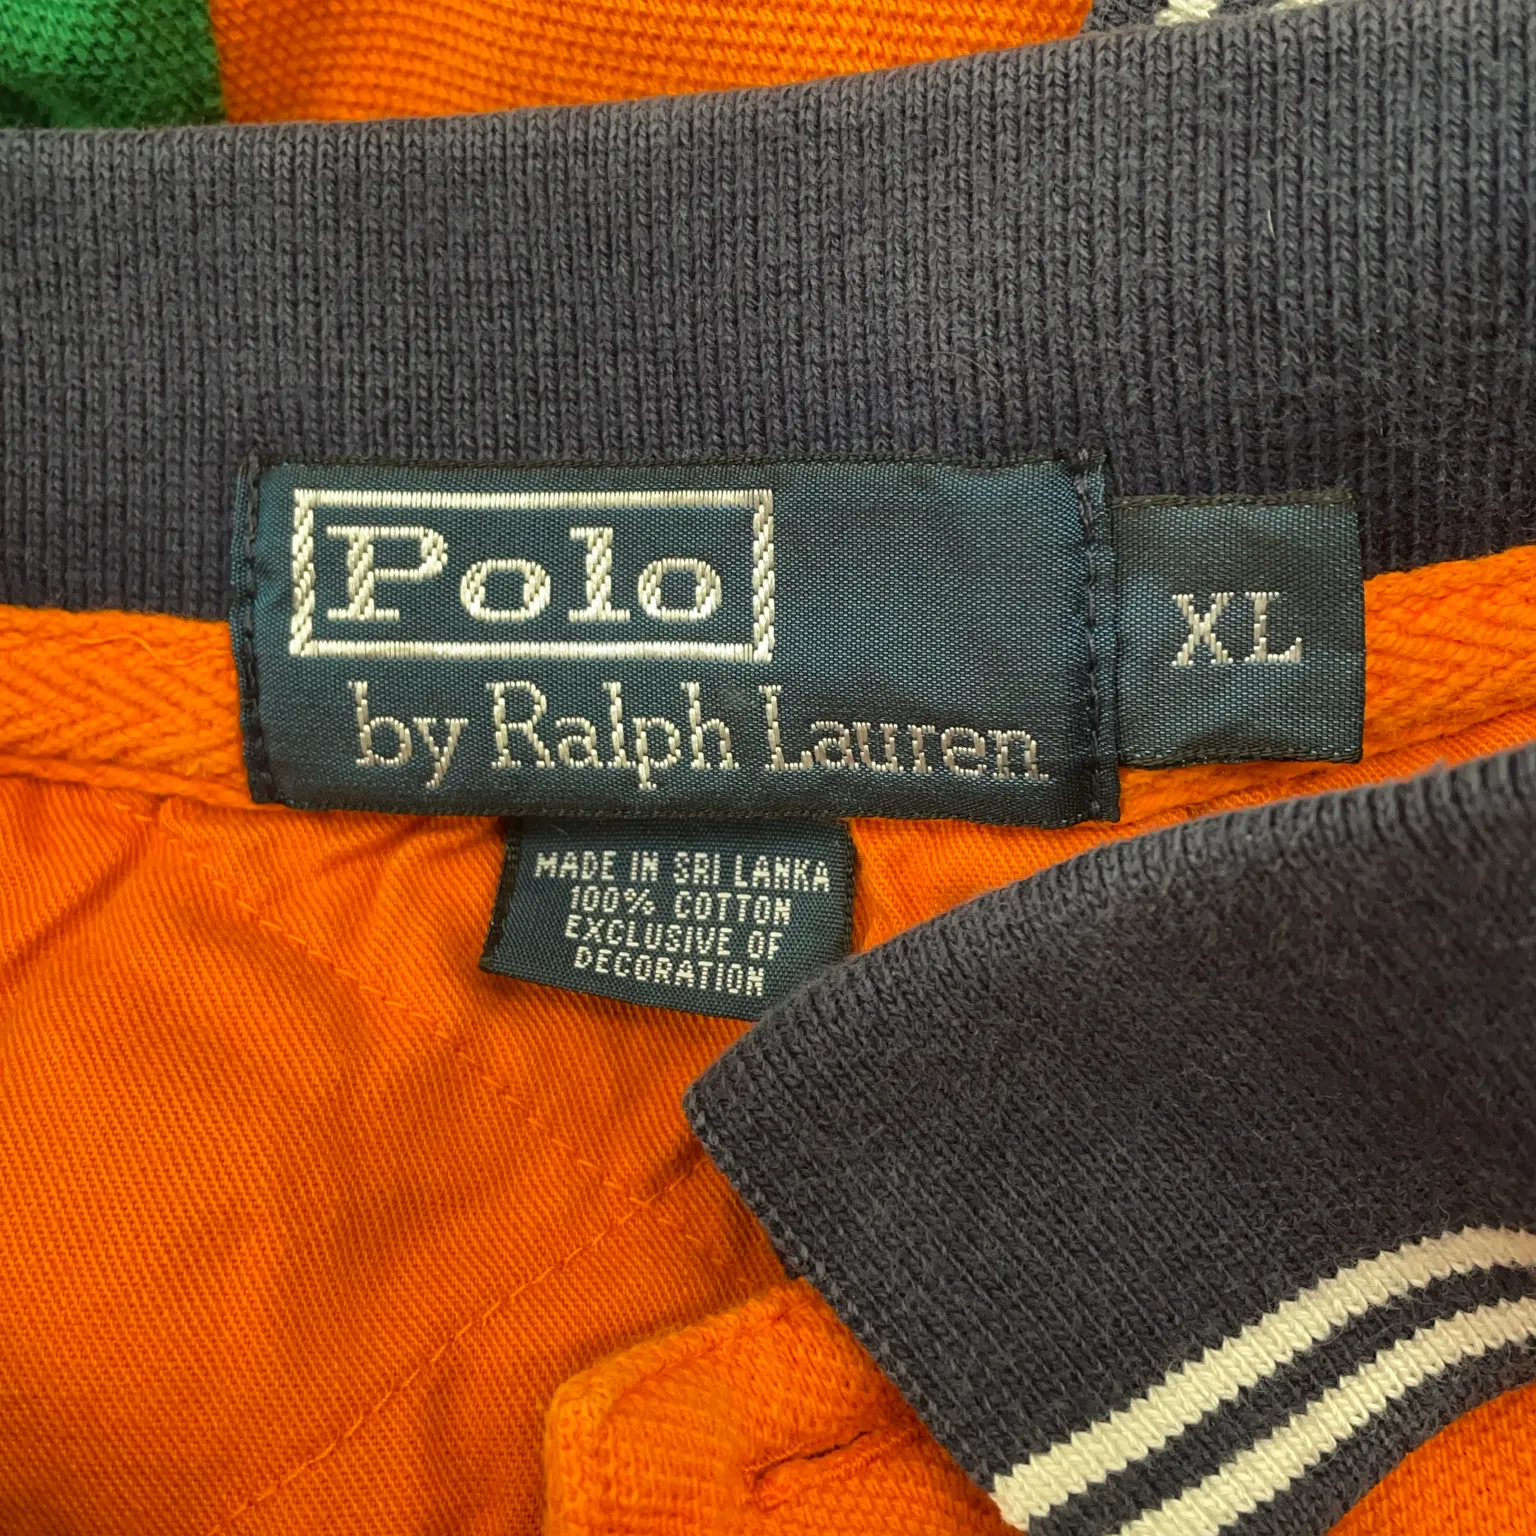 Polo
by Ralph Lauren
XL
MADE IN SRI LANKA
100% COTTON
EXCLUSIVE OF
DECORATION